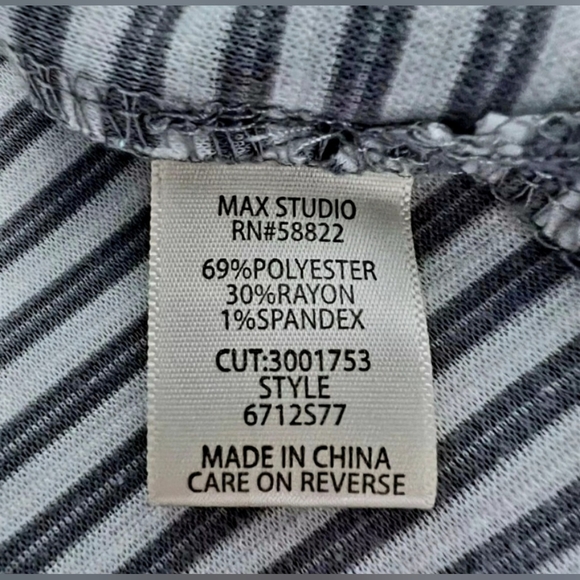 MAX STUDIO
RN#58822
69%POLYESTER
30%RAYON
1%SPANDEX
CUT:3001753
STYLE
6712S77
MADE IN CHINA
CARE ON REVERSE